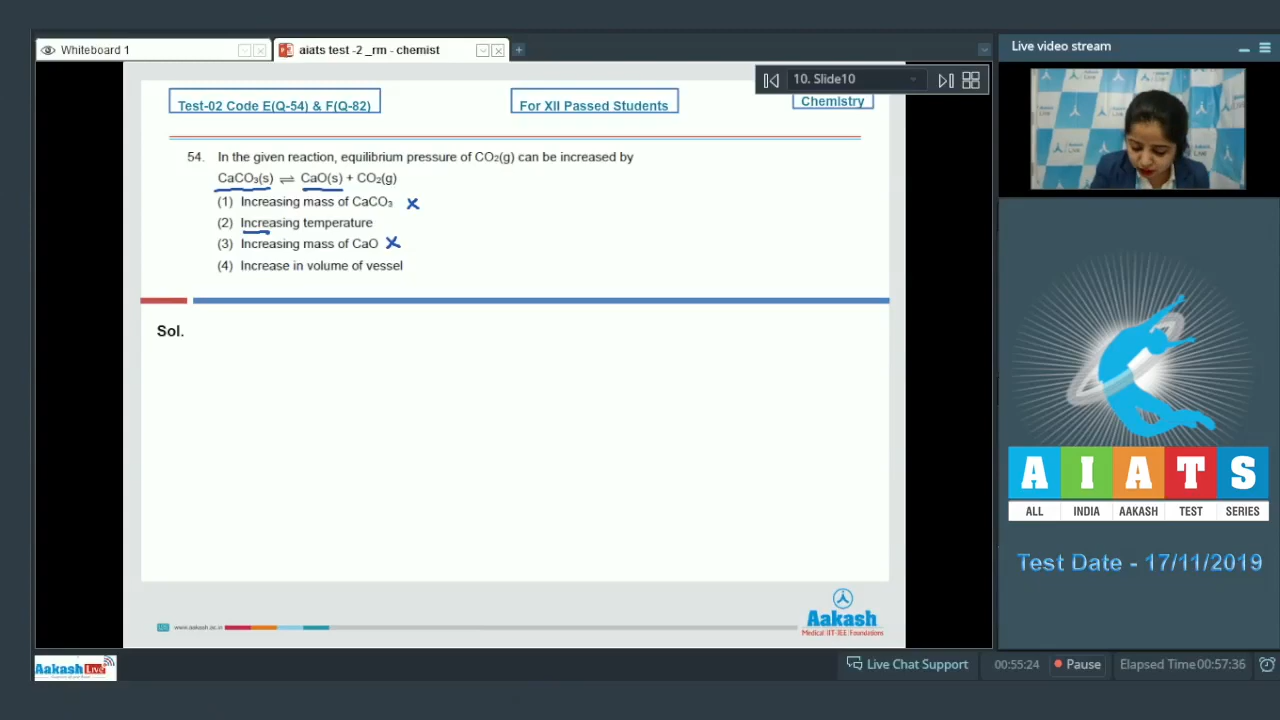 Whiteboard 1
aiats test -2 _rm - chemist
Live video stream
10. Slide10
Test-02 Code E(Q-54) & F(Q-82)
For XII Passed Students
Chemistry
54. In the given reaction, equilibrium pressure of CO₂(g) can be increased by
CaCO₃(s) ⇌ CaO(s) + CO₂(g)
(1) Increasing mass of CaCO₃
(2) Increasing temperature
(3) Increasing mass of CaO
(4) Increase in volume of vessel
Sol.
A I A T S
ALL INDIA AAKASH TEST SERIES
Test Date - 17/11/2019
www.aakash.ac.in
Aakash
Medical IIT-JEE Foundations
Aakash Live
Live Chat Support
00:55:24
Pause
Elapsed Time 00:57:36